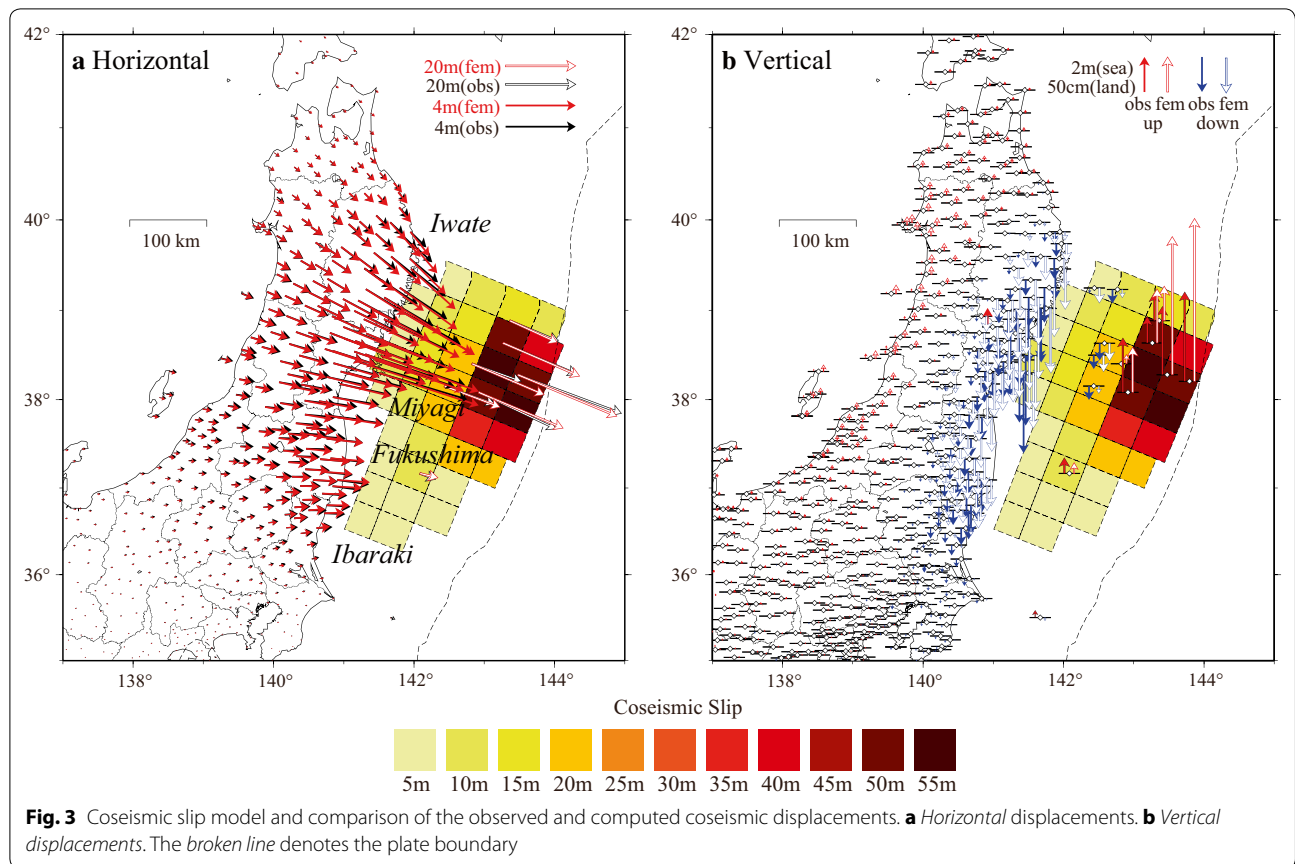 42°
40°
38°
36°
138°
140°
142°
144°
a Horizontal
20m(fem)
20m(obs)
4m(fem)
4m(obs)
100 km
Iwate
Miyagi
Fukushima
Ibaraki
b Vertical
2m(sea)
50cm(land)
obs fem obs fem
up down
100 km
42°
40°
38°
36°
138°
140°
142°
144°
Coseismic Slip
5m 10m 15m 20m 25m 30m 35m 40m 45m 50m 55m
Fig. 3 Coseismic slip model and comparison of the observed and computed coseismic displacements. a Horizontal displacements. b Vertical
displacements. The broken line denotes the plate boundary